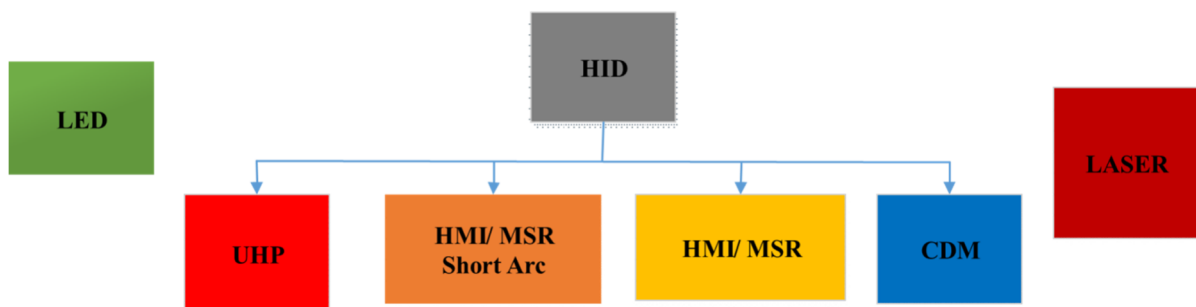 HID
LED
LASER
UHP
HMI/ MSR
Short Arc
HMI/ MSR
CDM